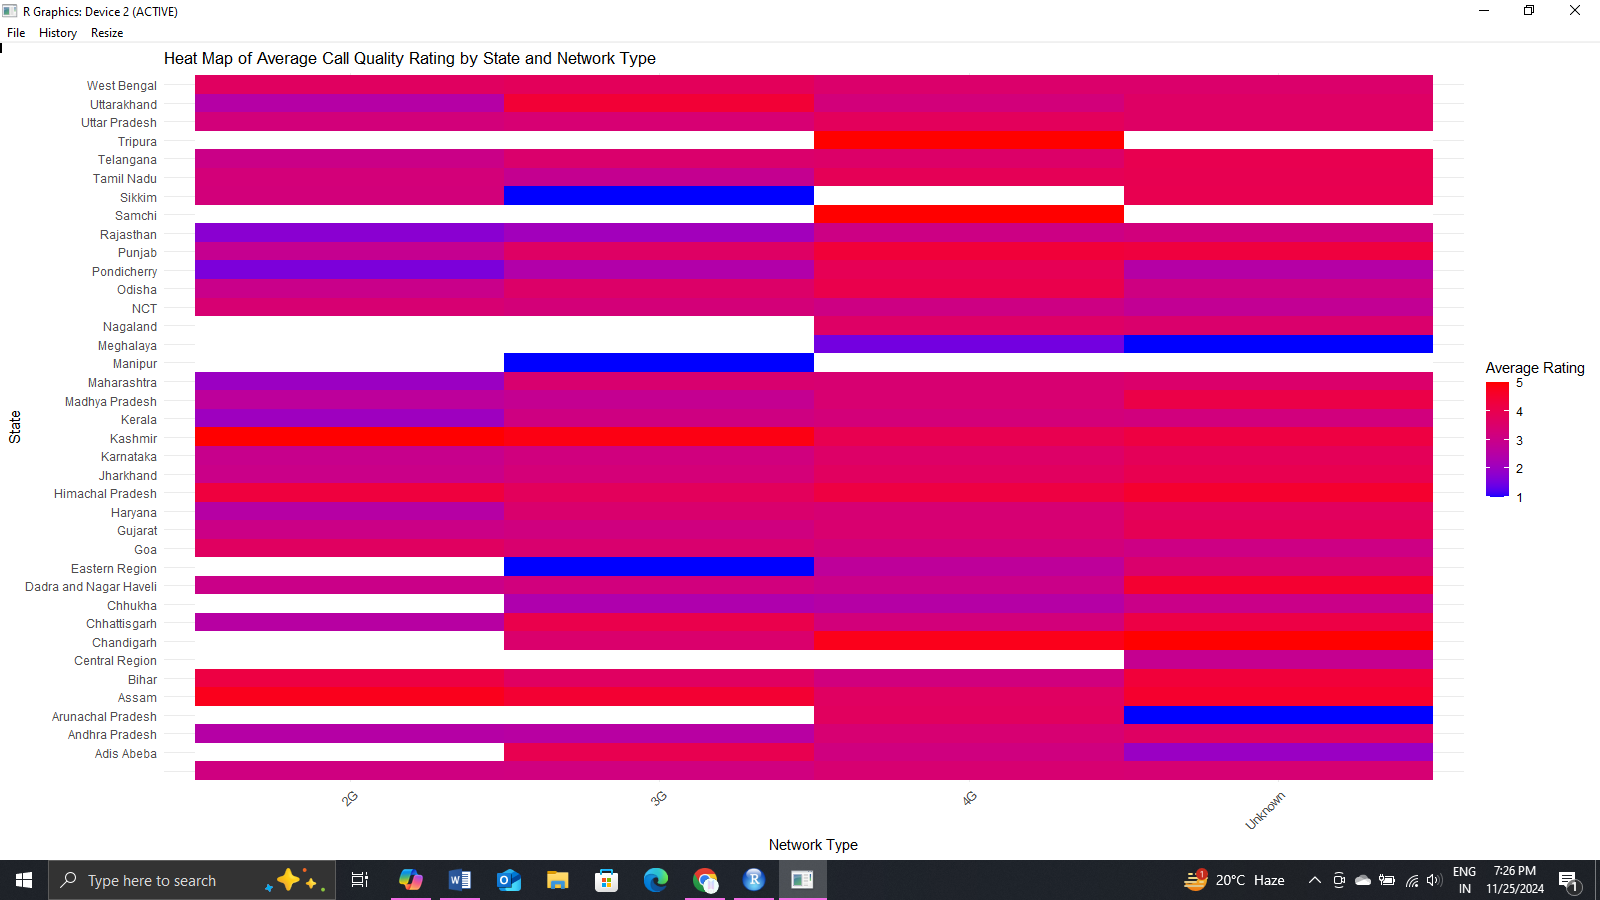 R Graphics: Device 2 (ACTIVE)
File History Resize
Heat Map of Average Call Quality Rating by State and Network Type
West Bengal
Uttarakhand
Uttar Pradesh
Tripura
Telangana
Tamil Nadu
Sikkim
Samchi
Rajasthan
Punjab
Pondicherry
Odisha
NCT
Nagaland
Meghalaya
Manipur
Maharashtra
Madhya Pradesh
Kerala
Kashmir
Karnataka
Jharkhand
Himachal Pradesh
Haryana
Gujarat
Goa
Eastern Region
Dadra and Nagar Haveli
Chhukha
Chhattisgarh
Chandigarh
Central Region
Bihar
Assam
Arunachal Pradesh
Andhra Pradesh
Adis Abeba
State
2G 3G 4G Unknown
Network Type
Average Rating
5
4
3
2
1
Type here to search
1
20°C Haze
ENG
IN
7:26 PM
11/25/2024
1